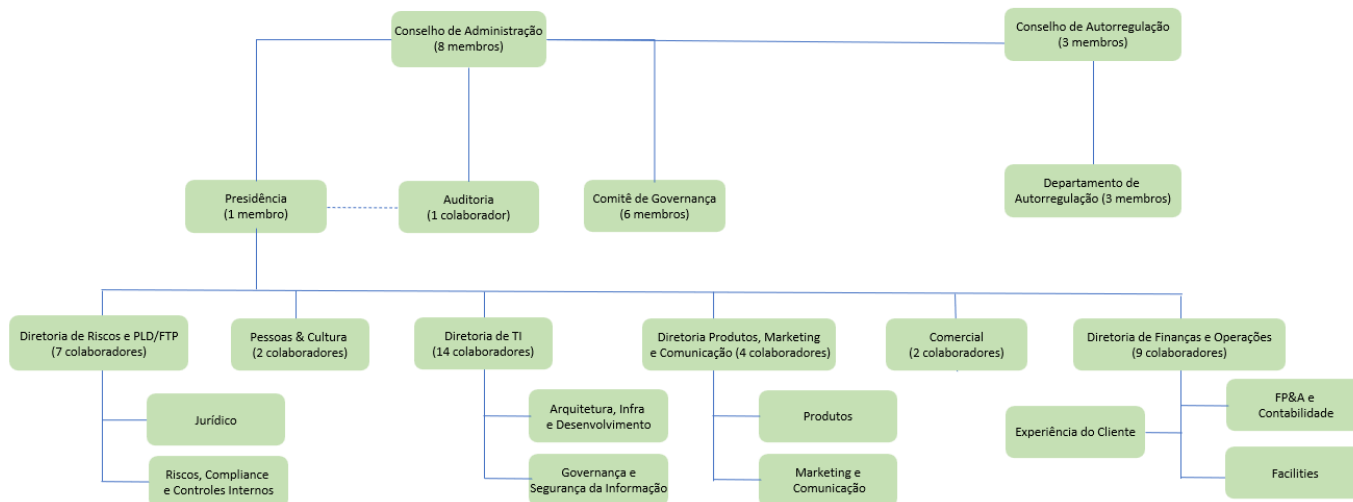 Conselho de Administração
(8 membros)
Conselho de Autorregulação
(3 membros)
Presidência
(1 membro)
Auditoria
(1 colaborador)
Comitê de Governança
(6 membros)
Departamento de
Autorregulação (3 membros)
Diretoria de Riscos e PLD/FTP
(7 colaboradores)
Pessoas & Cultura
(2 colaboradores)
Diretoria de TI
(14 colaboradores)
Diretoria Produtos, Marketing
e Comunicação (4 colaboradores)
Comercial
(2 colaboradores)
Diretoria de Finanças e Operações
(9 colaboradores)
Jurídico
Riscos, Compliance
e Controles Internos
Arquitetura, Infra
e Desenvolvimento
Governança e
Segurança da Informação
Produtos
Marketing e
Comunicação
Experiência do Cliente
FP&A e
Contabilidade
Facilities